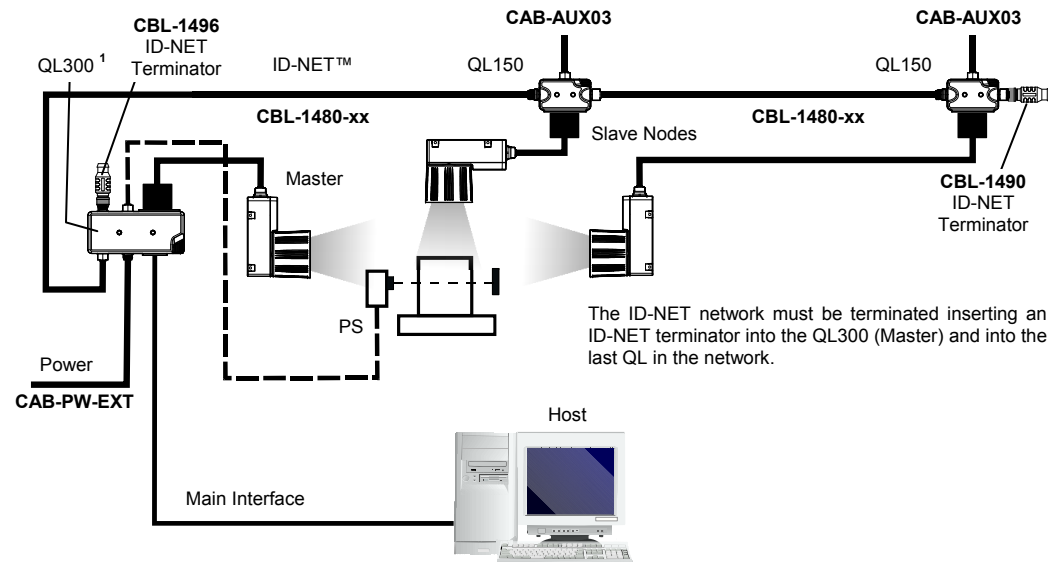 CBL-1496
ID-NET
Terminator
QL300 ¹
ID-NET™
CBL-1480-xx
QL150
CAB-AUX03
CBL-1480-xx
QL150
CAB-AUX03
Slave Nodes
Master
CBL-1490
ID-NET
Terminator
PS
The ID-NET network must be terminated inserting an
ID-NET terminator into the QL300 (Master) and into the
last QL in the network.
Power
CAB-PW-EXT
Host
Main Interface